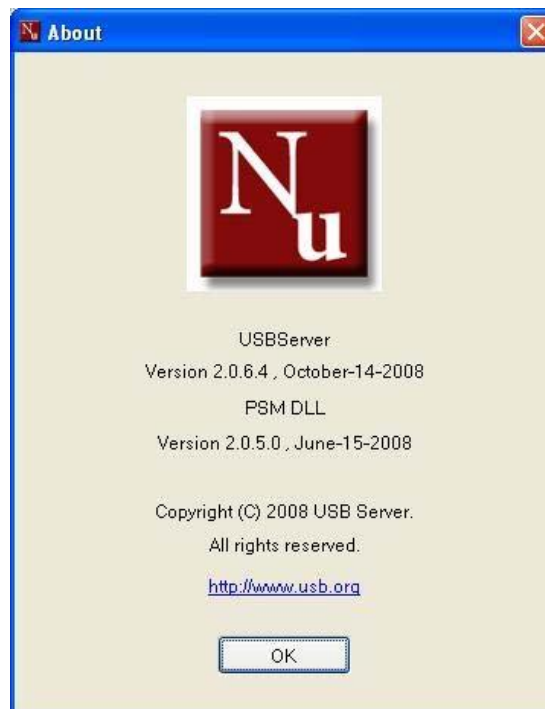 Nu About
Nu
USBServer
Version 2.0.6.4 , October-14-2008
PSM DLL
Version 2.0.5.0 , June-15-2008
Copyright (C) 2008 USB Server.
All rights reserved.
http://www.usb.org
OK